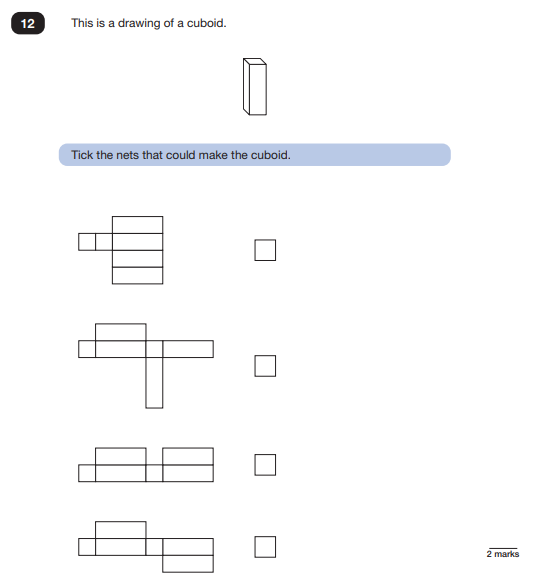 12 This is a drawing of a cuboid.
Tick the nets that could make the cuboid.
2 marks